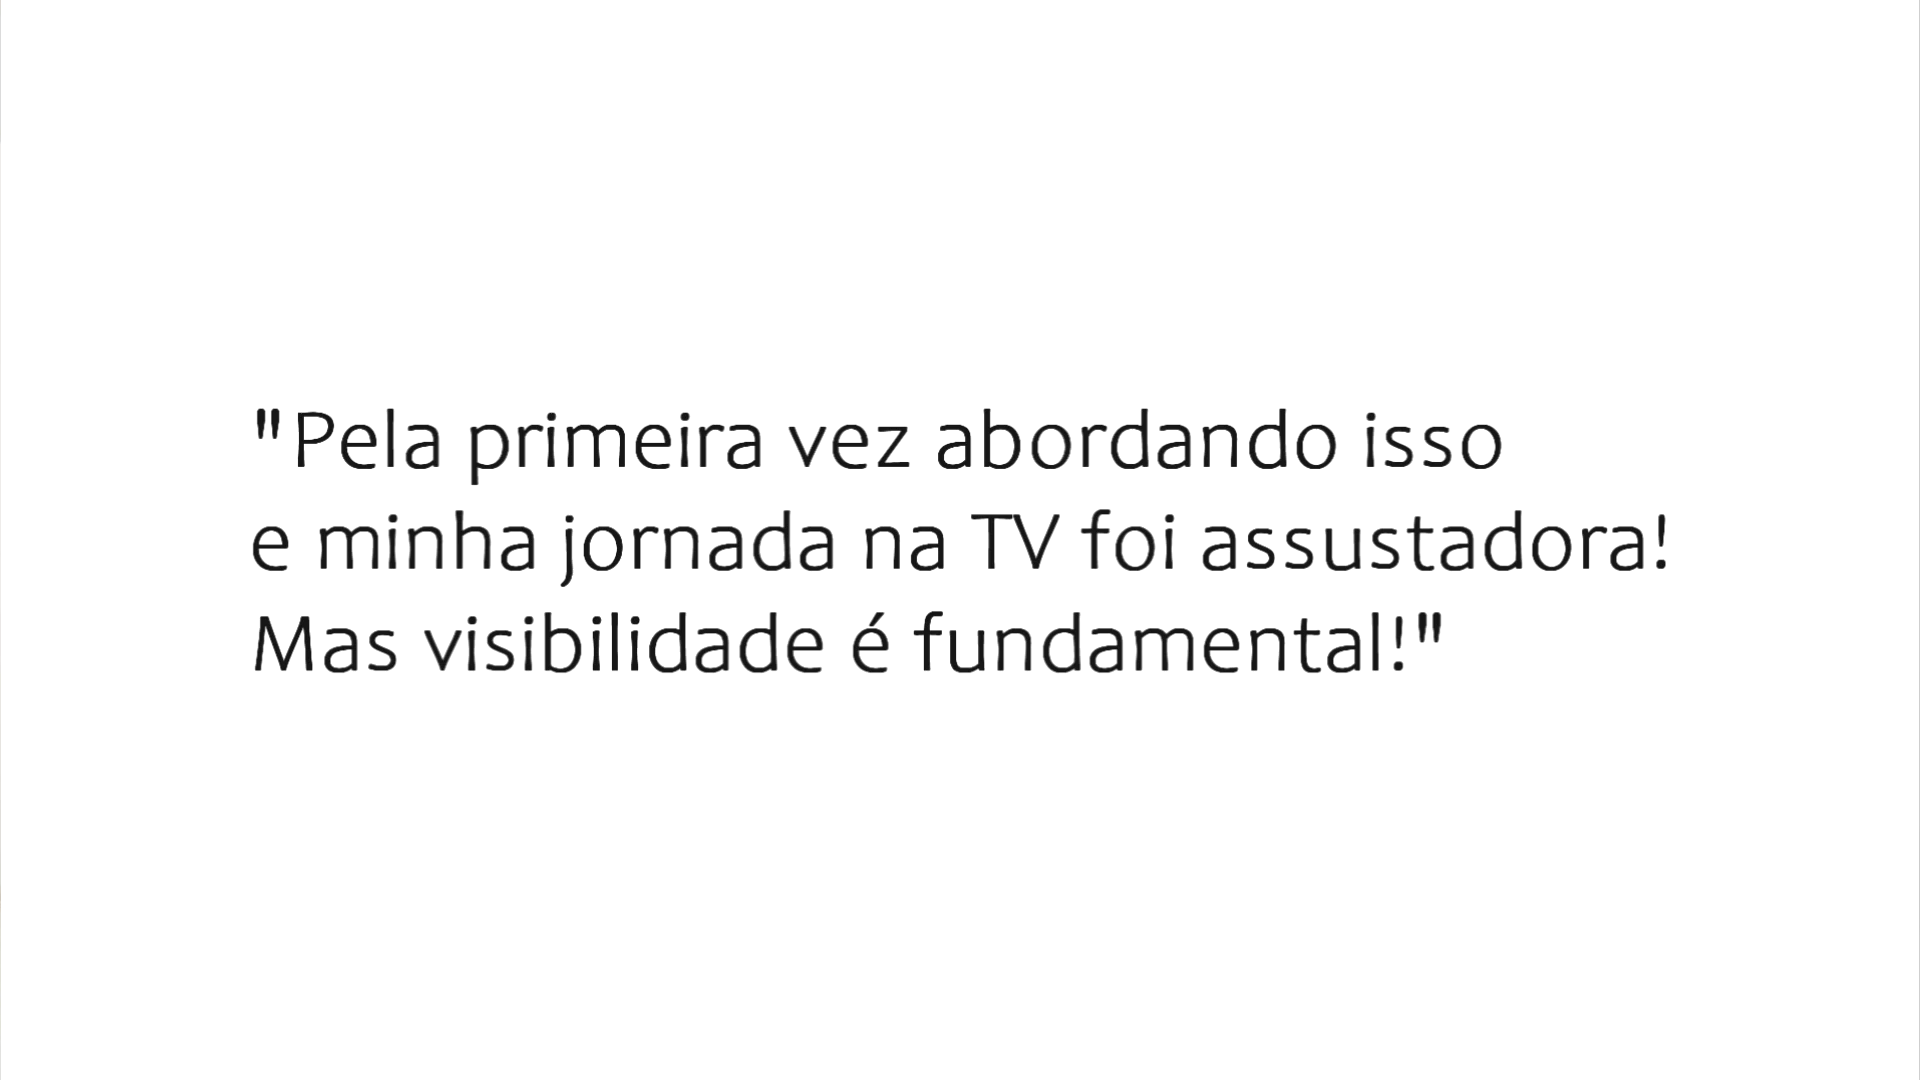 "Pela primeira vez abordando isso
e minha jornada na TV foi assustadora!
Mas visibilidade é fundamental!"